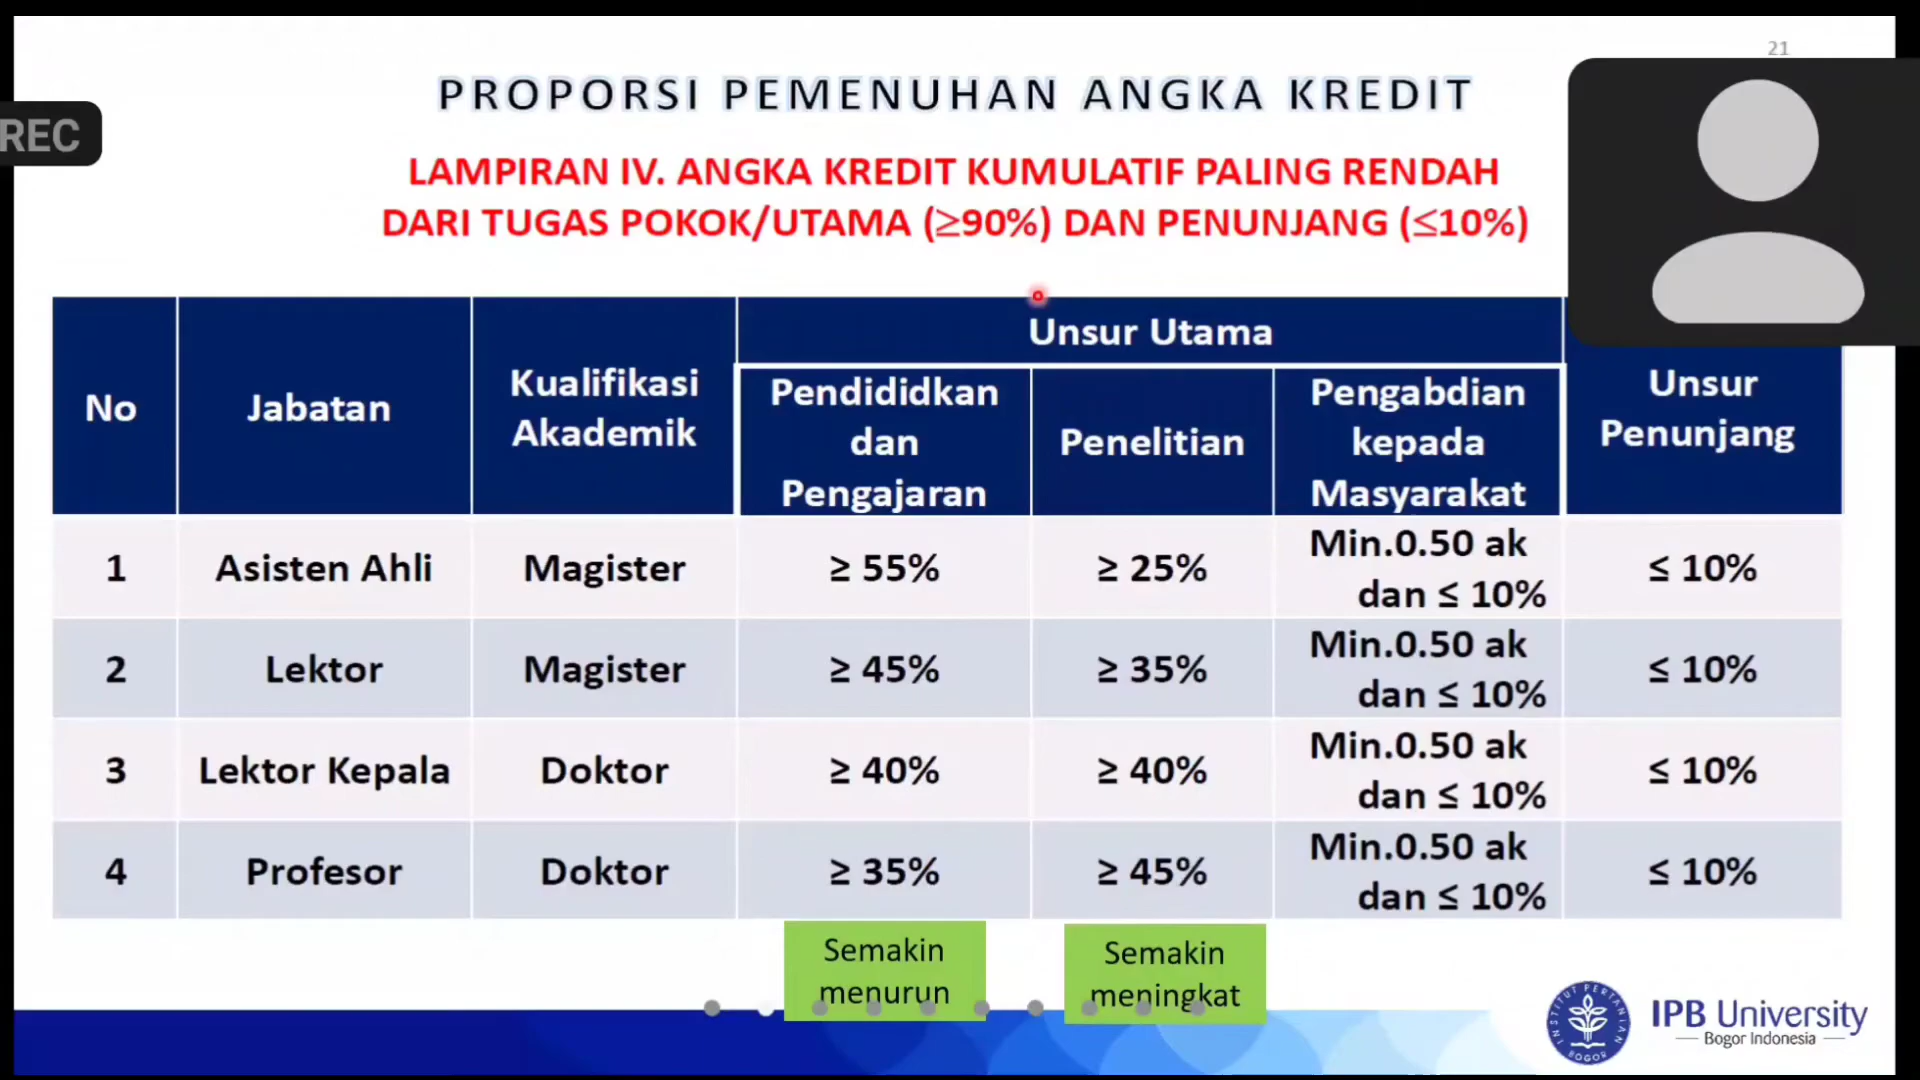 21
PROPORSI PEMENUHAN ANGKA KREDIT
REC
LAMPIRAN IV. ANGKA KREDIT KUMULATIF PALING RENDAH
DARI TUGAS POKOK/UTAMA (≥90%) DAN PENUNJANG (≤10%)
No
Jabatan
Kualifikasi
Akademik
Unsur Utama
Pendididkan
dan
Pengajaran
Penelitian
Pengabdian
kepada
Masyarakat
Unsur
Penunjang
1 Asisten Ahli Magister ≥ 55% ≥ 25% Min.0.50 ak
dan ≤ 10% ≤ 10%
2 Lektor Magister ≥ 45% ≥ 35% Min.0.50 ak
dan ≤ 10% ≤ 10%
3 Lektor Kepala Doktor ≥ 40% ≥ 40% Min.0.50 ak
dan ≤ 10% ≤ 10%
4 Profesor Doktor ≥ 35% ≥ 45% Min.0.50 ak
dan ≤ 10% ≤ 10%
Semakin
menurun
Semakin
meningkat
INSTITUT PERTANIAN
BOGOR
IPB University
Bogor Indonesia